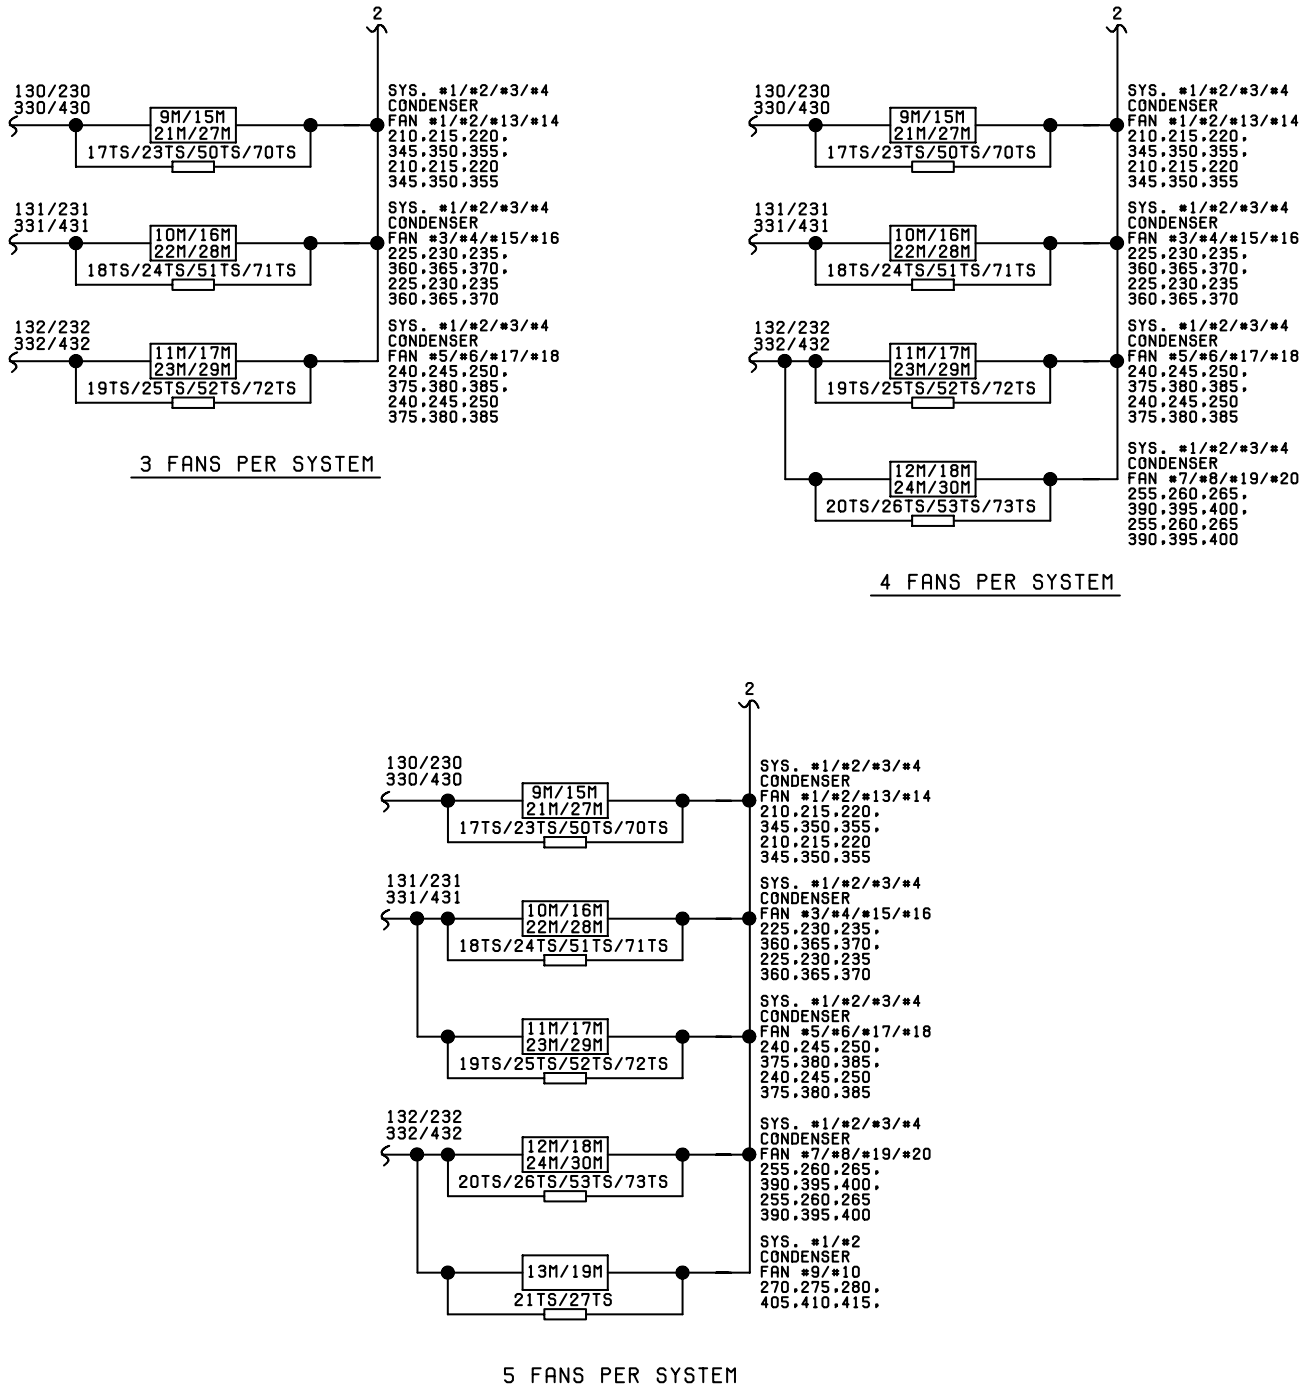 2
130/230
330/430
9M/15M
21M/27M
17TS/23TS/50TS/70TS
SYS. #1/#2/#3/#4
CONDENSER
FAN #1/#2/#13/#14
210,215,220,
345,350,355,
210,215,220
345,350,355
131/231
331/431
10M/16M
22M/28M
18TS/24TS/51TS/71TS
SYS. #1/#2/#3/#4
CONDENSER
FAN #3/#4/#15/#16
225,230,235,
360,365,370,
225,230,235
360,365,370
132/232
332/432
11M/17M
23M/29M
19TS/25TS/52TS/72TS
SYS. #1/#2/#3/#4
CONDENSER
FAN #5/#6/#17/#18
240,245,250,
375,380,385,
240,245,250
375,380,385
3 FANS PER SYSTEM
2
130/230
330/430
9M/15M
21M/27M
17TS/23TS/50TS/70TS
SYS. #1/#2/#3/#4
CONDENSER
FAN #1/#2/#13/#14
210,215,220,
345,350,355,
210,215,220
345,350,355
131/231
331/431
10M/16M
22M/28M
18TS/24TS/51TS/71TS
SYS. #1/#2/#3/#4
CONDENSER
FAN #3/#4/#15/#16
225,230,235,
360,365,370,
225,230,235
360,365,370
132/232
332/432
11M/17M
23M/29M
19TS/25TS/52TS/72TS
SYS. #1/#2/#3/#4
CONDENSER
FAN #5/#6/#17/#18
240,245,250,
375,380,385,
240,245,250
375,380,385
12M/18M
24M/30M
20TS/26TS/53TS/73TS
SYS. #1/#2/#3/#4
CONDENSER
FAN #7/#8/#19/#20
255,260,265,
390,395,400,
255,260,265
390,395,400
4 FANS PER SYSTEM
2
130/230
330/430
9M/15M
21M/27M
17TS/23TS/50TS/70TS
SYS. #1/#2/#3/#4
CONDENSER
FAN #1/#2/#13/#14
210,215,220,
345,350,355,
210,215,220
345,350,355
131/231
331/431
10M/16M
22M/28M
18TS/24TS/51TS/71TS
SYS. #1/#2/#3/#4
CONDENSER
FAN #3/#4/#15/#16
225,230,235,
360,365,370,
225,230,235
360,365,370
11M/17M
23M/29M
19TS/25TS/52TS/72TS
SYS. #1/#2/#3/#4
CONDENSER
FAN #5/#6/#17/#18
240,245,250,
375,380,385,
240,245,250
375,380,385
132/232
332/432
12M/18M
24M/30M
20TS/26TS/53TS/73TS
SYS. #1/#2/#3/#4
CONDENSER
FAN #7/#8/#19/#20
255,260,265,
390,395,400,
255,260,265
390,395,400
13M/19M
21TS/27TS
SYS. #1/#2
CONDENSER
FAN #9/#10
270,275,280,
405,410,415,
5 FANS PER SYSTEM